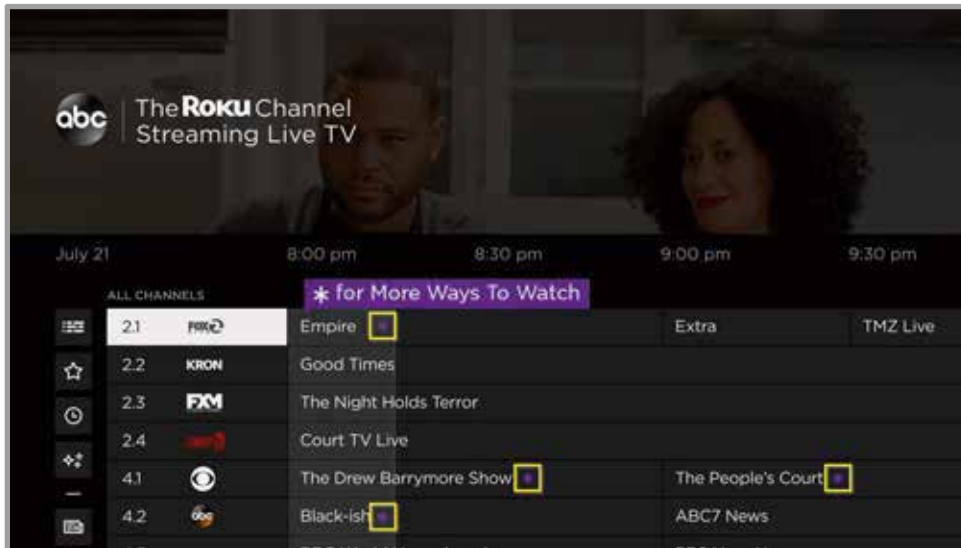 abc
The ROKU Channel
Streaming Live TV
July 21 8:00 pm 8:30 pm 9:00 pm 9:30 pm
ALL CHANNELS
* for More Ways To Watch
2.1 FOX 2 Empire * Extra TMZ Live
2.2 KRON Good Times
2.3 FXM The Night Holds Terror
2.4 Court TV Live
4.1 The Drew Barrymore Show * The People's Court *
4.2 abc Black-ish * ABC7 News